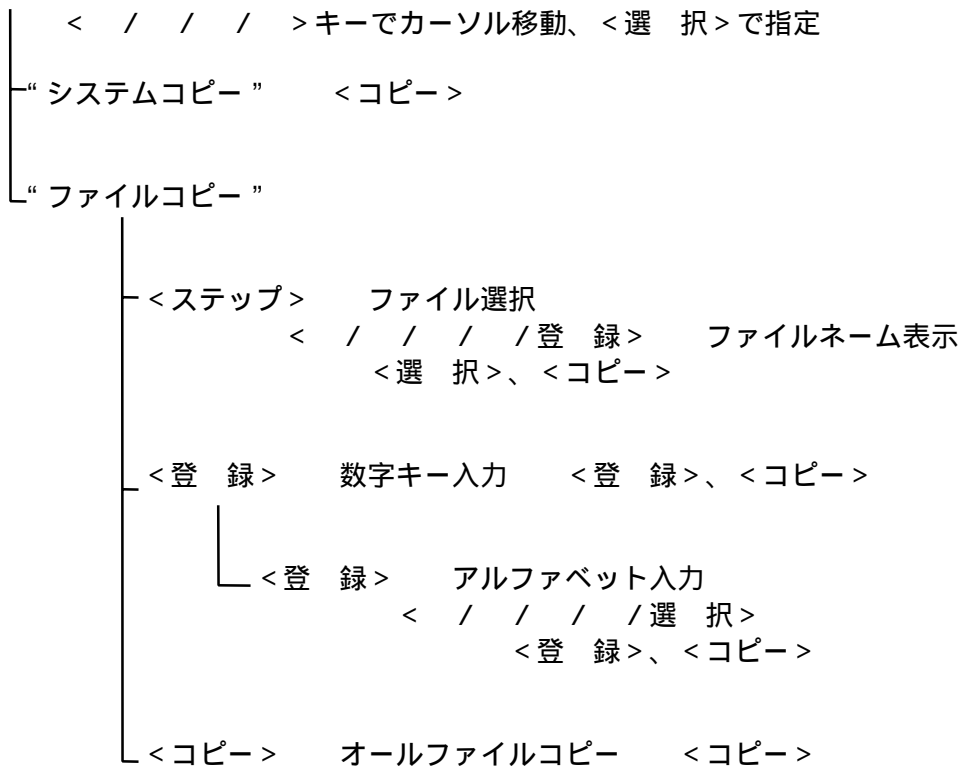 <　/　/　/　>キーでカーソル移動、<選　択>で指定
“システムコピー”　　<コピー>
“ファイルコピー”
<ステップ>　　ファイル選択
<　/　/　/　/登　録>　　ファイルネーム表示
<選　択>、<コピー>
<登　録>　　数字キー入力　　<登　録>、<コピー>
<登　録>　　アルファベット入力
<　/　/　/　/選　択>
<登　録>、<コピー>
<コピー>　　オールファイルコピー　　<コピー>